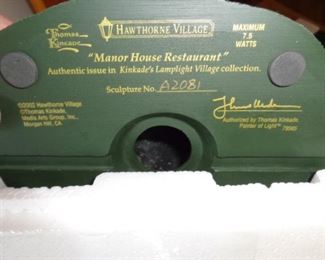 Thomas
Kinkade
HAWTHORNE VILLAGE
MAXIMUM
7.5
WATTS
"Manor House Restaurant"
Authentic issue in Kinkade's Lamplight Village collection.
Sculpture No. A2081
©2002 Hawthorne Village
©Thomas Kinkade,
Media Arts Group, Inc.,
Morgan Hill, CA
Authorized by Thomas Kinkade,
Painter of Light™